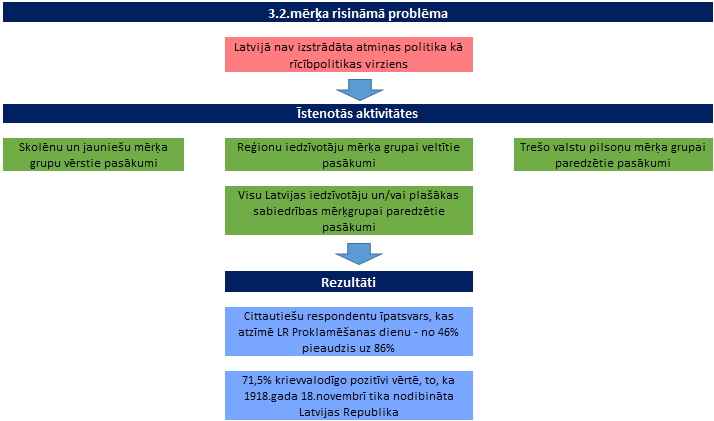 3.2.mērķa risināmā problēma
Latvijā nav izstrādāta atmiņas politika kā
rīcībpolitikas virziens
Īstenotās aktivitātes
Skolēnu un jauniešu mērķa
grupu vērstie pasākumi
Reģionu iedzīvotāju mērķa grupai veltītie
pasākumi
Trešo valstu pilsoņu mērķa grupai
paredzētie pasākumi
Visu Latvijas iedzīvotāju un/vai plašākas
sabiedrības mērķgrupai paredzētie
pasākumi
Rezultāti
Cittautiešu respondentu īpatsvars, kas
atzīmē LR Proklamēšanas dienu - no 46%
pieaudzis uz 86%
71,5% krievvalodīgo pozitīvi vērtē, to, ka
1918.gada 18.novembrī tika nodibināta
Latvijas Republika